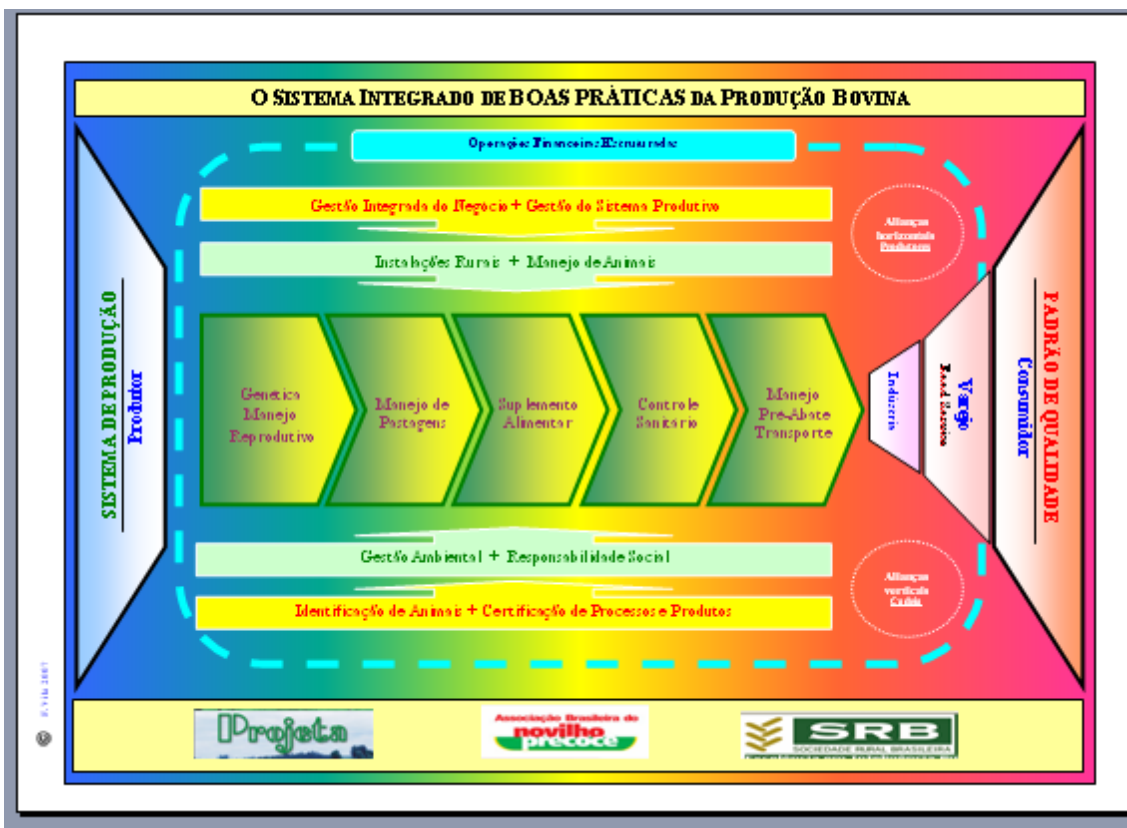 O SISTEMA INTEGRADO DE BOAS PRÁTICAS DA PRODUÇÃO BOVINA
Operações Financeiras Estruturadas
Gestão Integrada do Negócio + Gestão do Sistema Produtivo
Alianças
horizontais
Produtores
Instalações Rurais + Manejo de Animais
SISTEMA DE PRODUÇÃO
Produtor
Genética
Manejo
Reprodutivo
Manejo de
Pastagens
Suplemento
Alimentar
Controle
Sanitário
Manejo
Pre-Abate
Transporte
Indústria
Varejo
Food Service
PADRÃO DE QUALIDADE
Consumidor
Gestão Ambiental + Responsabilidade Social
Alianças
verticais
Cadeia
Identificação de Animais + Certificação de Processos e Produtos
Projeta
Associação Brasileira do
novilho
precoce
SRB
SOCIEDADE RURAL BRASILEIRA